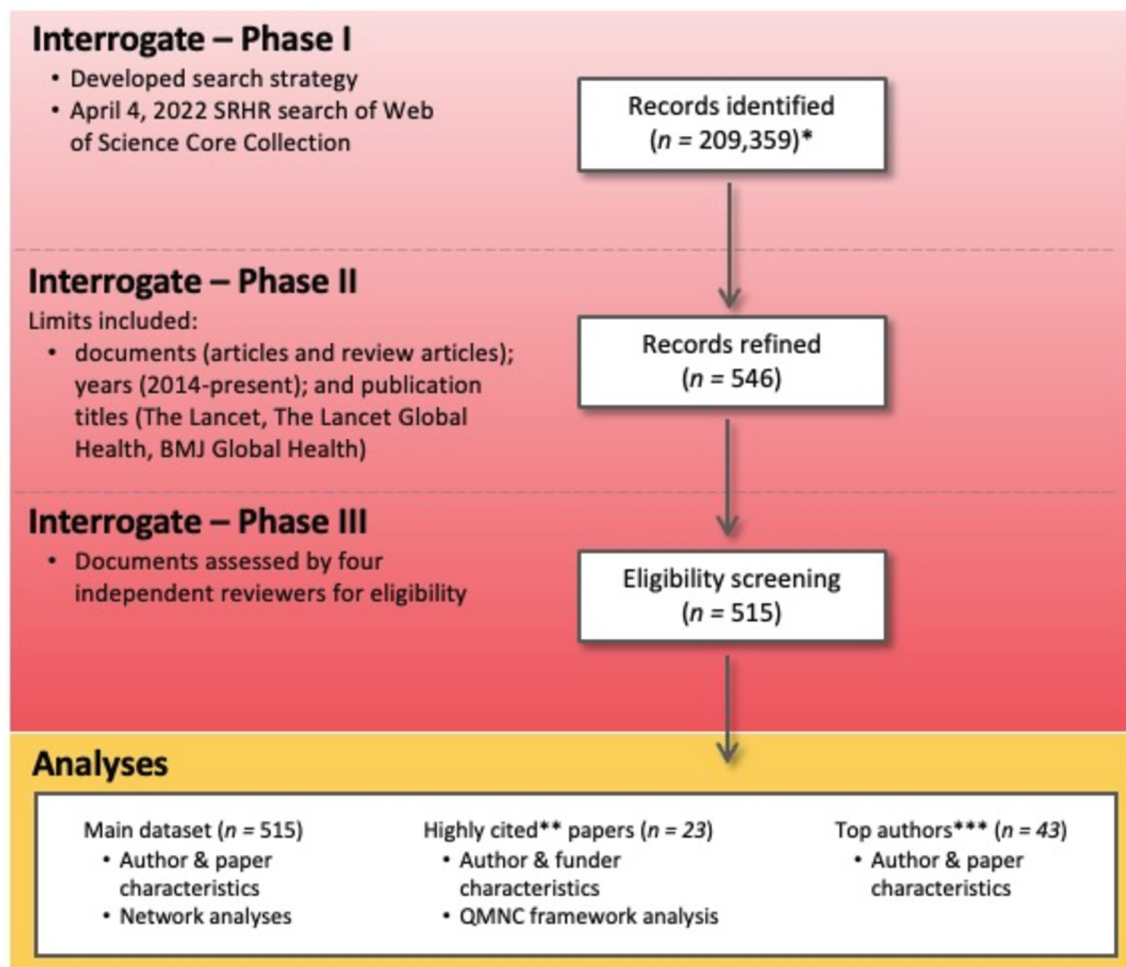 Interrogate – Phase I
• Developed search strategy
• April 4, 2022 SRHR search of Web
of Science Core Collection
Records identified
(n = 209,359)*
Interrogate – Phase II
Limits included:
• documents (articles and review articles);
years (2014-present); and publication
titles (The Lancet, The Lancet Global
Health, BMJ Global Health)
Records refined
(n = 546)
Interrogate – Phase III
• Documents assessed by four
independent reviewers for eligibility
Eligibility screening
(n = 515)
Analyses
Main dataset (n = 515)
• Author & paper
characteristics
• Network analyses
Highly cited** papers (n = 23)
• Author & funder
characteristics
• QMNC framework analysis
Top authors*** (n = 43)
• Author & paper
characteristics